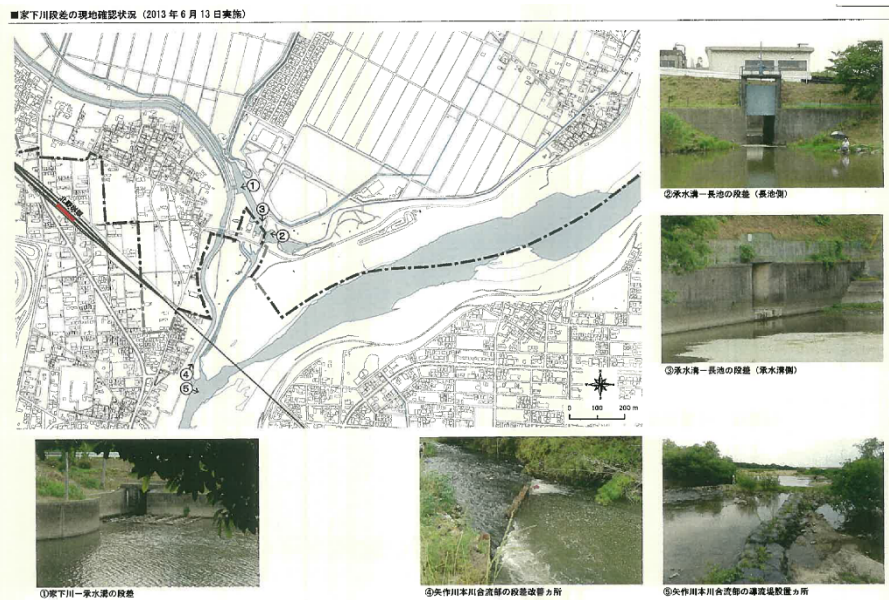 ■家下川段差の現地確認状況（2013年6月13日実施）
①
③
②
④
⑤
0 100 200 m
②承水溝ー長池の段差（長池側）
③承水溝ー長池の段差（承水溝側）
①家下川ー承水溝の段差
④矢作川本川合流部の段差改善ヵ所
⑤矢作川本川合流部の導流堤設置ヵ所